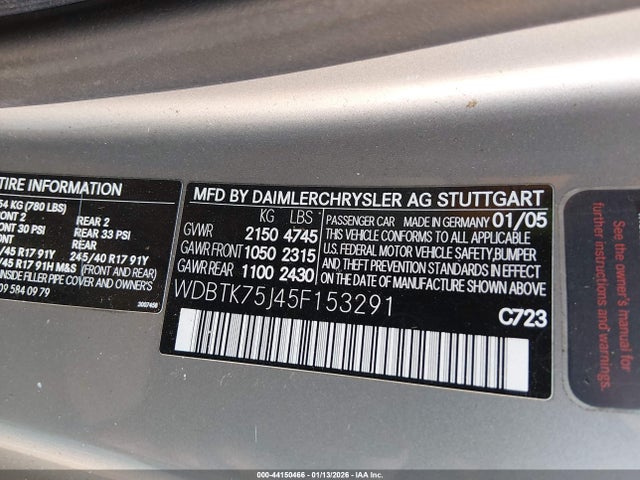 TIRE INFORMATION
54 KG (780 LBS)
FRONT 2 REAR 2
FRONT 30 PSI REAR 33 PSI
REAR
/45 R17 91Y 245/40 R17 91Y
/45 R17 91H M&S (FRONT AND REAR)
INSIDE FILLER PIPE COVER AND OWNER'S
09 584 09 79
MFD BY DAIMLERCHRYSLER AG STUTTGART
KG LBS PASSENGER CAR MADE IN GERMANY 01/05
GVWR 2150 4745 THIS VEHICLE CONFORMS TO ALL APPLICABLE
GAWR FRONT 1050 2315 U.S. FEDERAL MOTOR VEHICLE SAFETY, BUMPER
GAWR REAR 1100 2430 AND THEFT PREVENTION STANDARDS IN EFFECT
ON THE DATE OF MANUFACTURE SHOWN ABOVE
WDBTK75J45F153291
C723
See the owner's manual for
further instructions
and warnings.
000-44150466 - 01/13/2026 - IAA Inc.